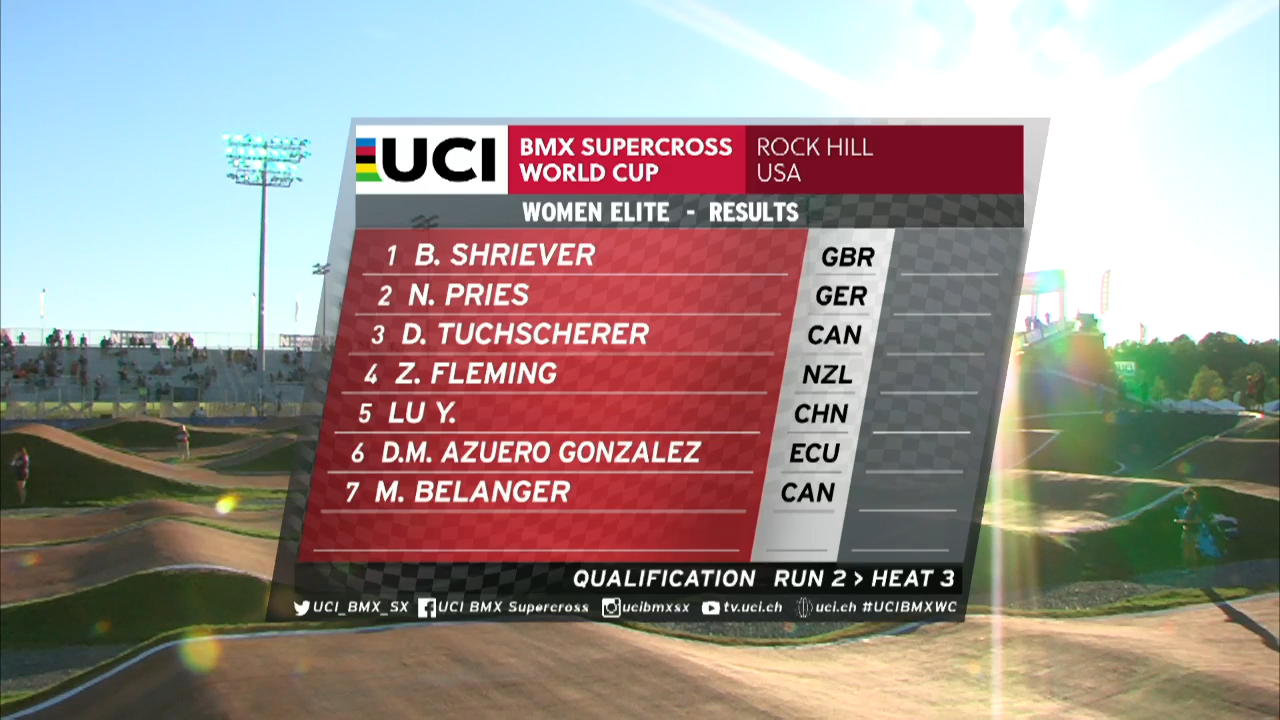 UCI BMX SUPERCROSS WORLD CUP ROCK HILL USA
WOMEN ELITE - RESULTS
1 B. SHRIEVER GBR
2 N. PRIES GER
3 D. TUCHSCHERER CAN
4 Z. FLEMING NZL
5 LU Y. CHN
6 D.M. AZUERO GONZALEZ ECU
7 M. BELANGER CAN
QUALIFICATION RUN 2 > HEAT 3
UCI_BMX_SX UCI BMX Supercross ucibmxsx tv.uci.ch uci.ch #UCIBMXWC